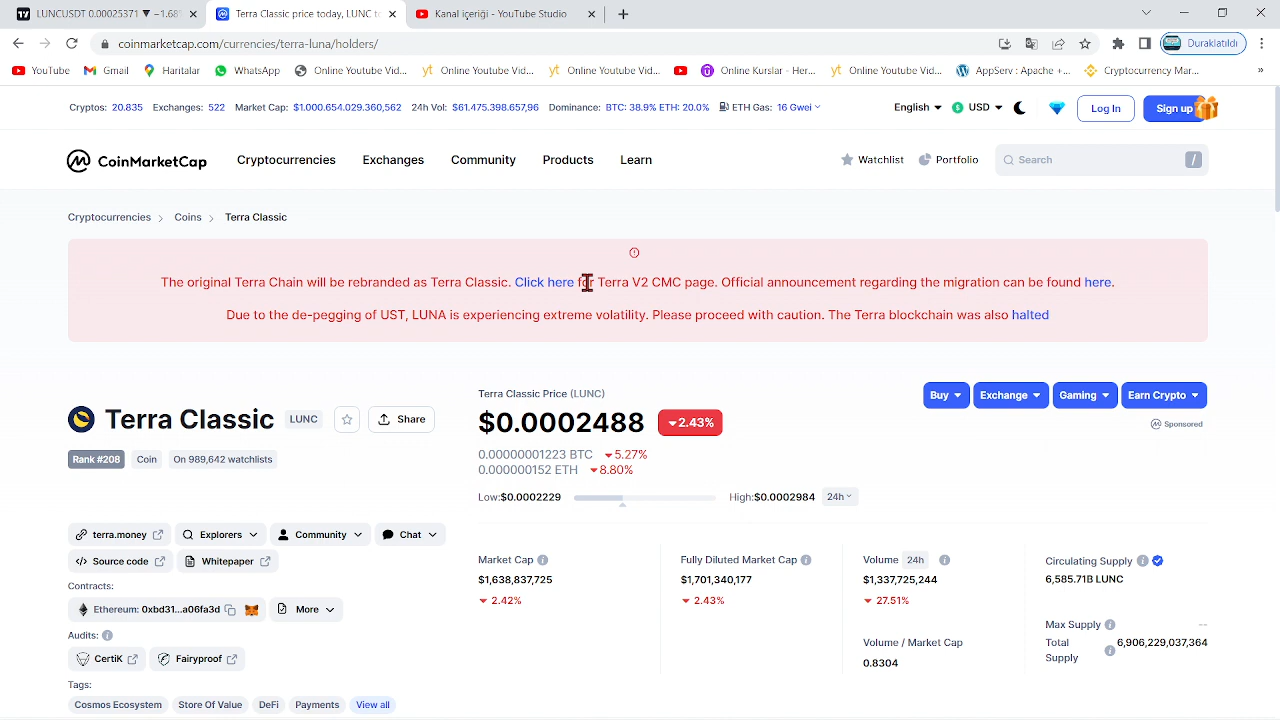 LUNCUSDT 0.00025371 ▼ −1.68%
Terra Classic price today, LUNC to
Kanal içeriği - YouTube Studio
coinmarketcap.com/currencies/terra-luna/holders/
Duraklatıldı
YouTube
Gmail
Haritalar
WhatsApp
Online Youtube Vid...
Online Youtube Vid...
Online Youtube Vid...
Online Kurslar - Her...
Online Youtube Vid...
AppServ : Apache +...
Cryptocurrency Mar...
»
Cryptos: 20.835 Exchanges: 522 Market Cap: $1.000.654.029.360,562 24h Vol: $61.475.398.657,96 Dominance: BTC: 38.9% ETH: 20.0% ETH Gas: 16 Gwei
English USD Log In Sign up
CoinMarketCap Cryptocurrencies Exchanges Community Products Learn Watchlist Portfolio Search /
Cryptocurrencies > Coins > Terra Classic
The original Terra Chain will be rebranded as Terra Classic. Click here for Terra V2 CMC page. Official announcement regarding the migration can be found here.
Due to the de-pegging of UST, LUNA is experiencing extreme volatility. Please proceed with caution. The Terra blockchain was also halted
Terra Classic LUNC Share
Rank #208 Coin On 989,642 watchlists
terra.money Explorers Community Chat
Source code Whitepaper
Contracts:
Ethereum: 0xbd31...a06fa3d More
Audits:
CertiK Fairyproof
Tags:
Cosmos Ecosystem Store Of Value DeFi Payments View all
Terra Classic Price (LUNC)
$0.0002488 2.43%
0.00000001223 BTC 5.27%
0.000000152 ETH 8.80%
Low:$0.0002229 High:$0.0002984 24h
Buy Exchange Gaming Earn Crypto
Sponsored
Market Cap
$1,638,837,725
2.42%
Fully Diluted Market Cap
$1,701,340,177
2.43%
Volume 24h
$1,337,725,244
27.51%
Volume / Market Cap
0.8304
Circulating Supply
6,585.71B LUNC
Max Supply --
Total Supply 6,906,229,037,364